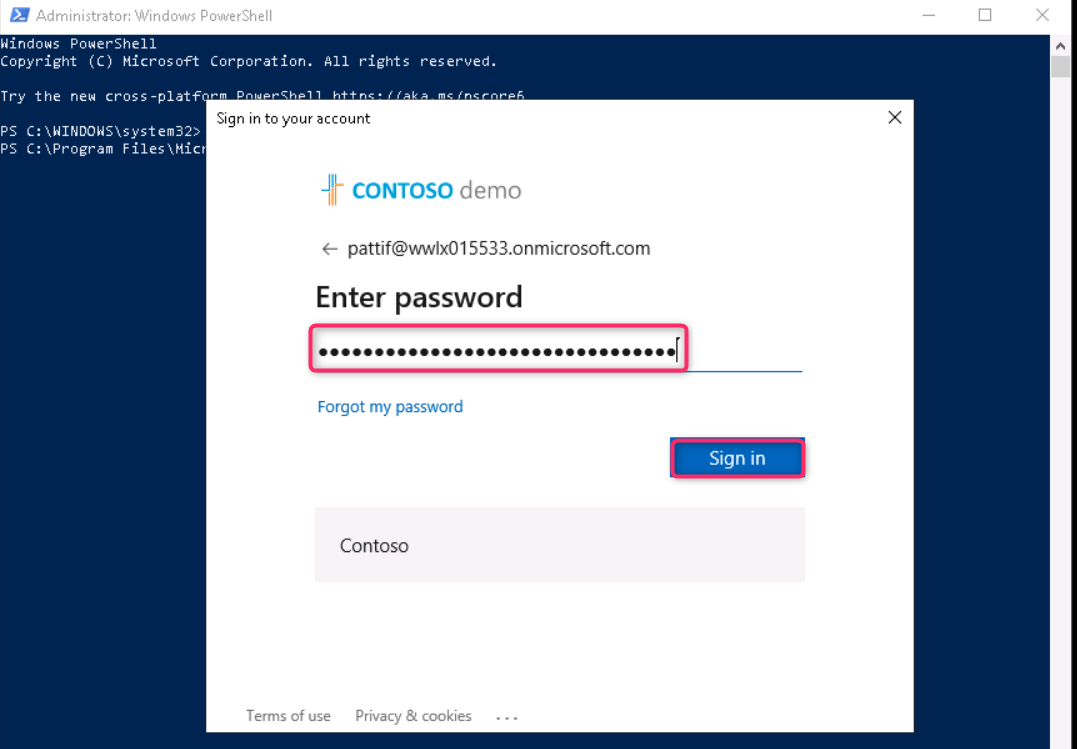 Administrator: Windows PowerShell
Windows PowerShell
Copyright (C) Microsoft Corporation. All rights reserved.
Try the new cross-platform PowerShell https://aka.ms/pscore6
Sign in to your account
PS C:\WINDOWS\system32>
PS C:\Program Files\Micr
CONTOSO demo
← pattif@wwlx015533.onmicrosoft.com
Enter password
••••••••••••••••••••••••••••••••
Forgot my password
Sign in
Contoso
Terms of use Privacy & cookies ...